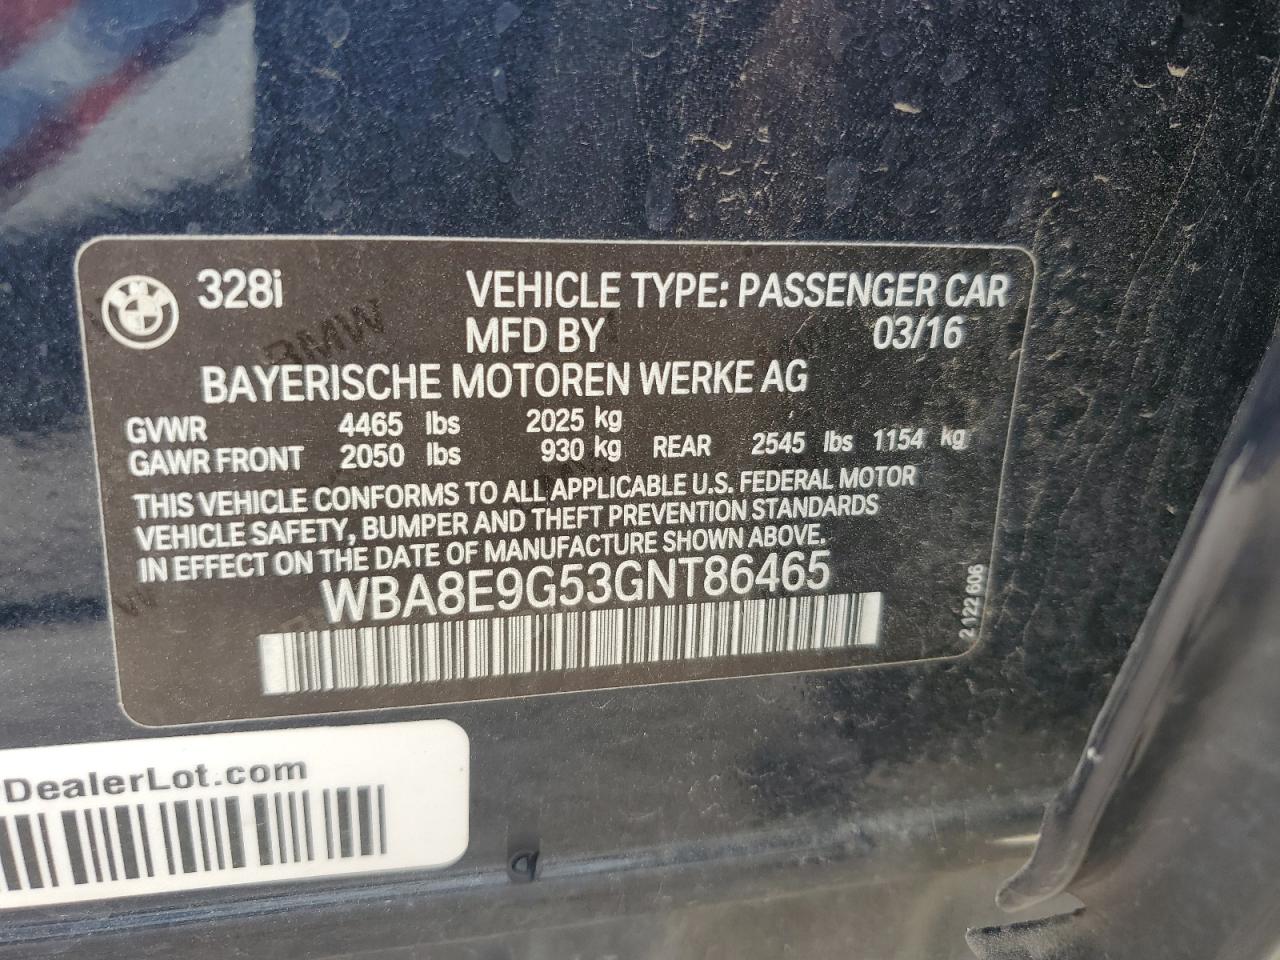 328i VEHICLE TYPE: PASSENGER CAR
MFD BY 03/16
BAYERISCHE MOTOREN WERKE AG
GVWR 4465 lbs 2025 kg
GAWR FRONT 2050 lbs 930 kg REAR 2545 lbs 1154 kg
THIS VEHICLE CONFORMS TO ALL APPLICABLE U.S. FEDERAL MOTOR
VEHICLE SAFETY, BUMPER AND THEFT PREVENTION STANDARDS
IN EFFECT ON THE DATE OF MANUFACTURE SHOWN ABOVE.
WBA8E9G53GNT86465
2 122 606
DealerLot.com